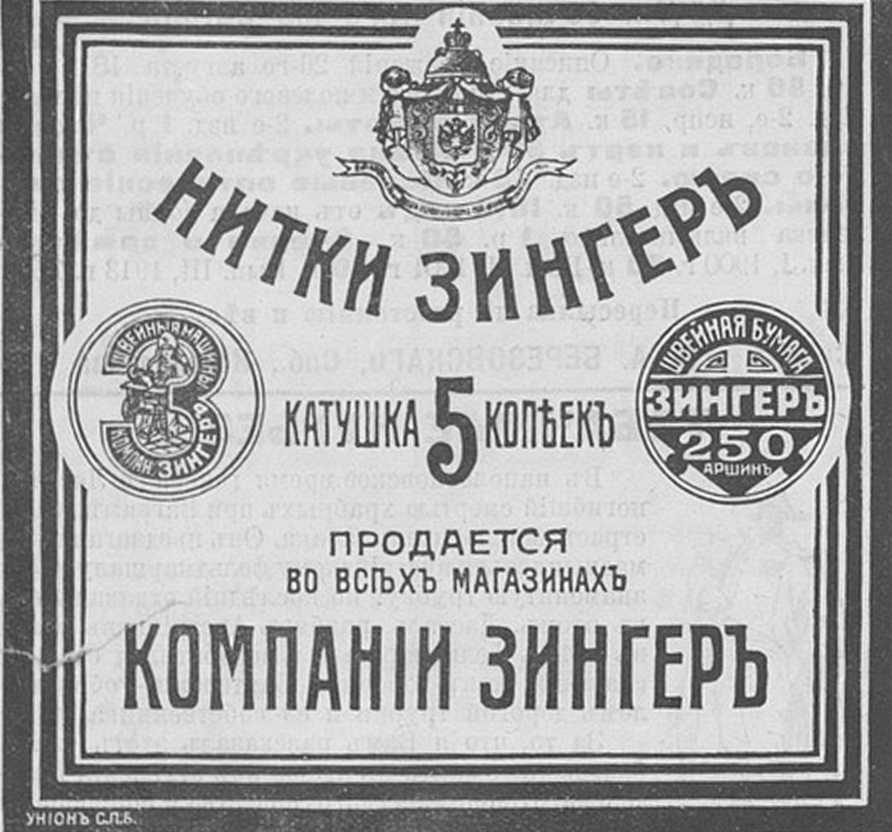 НИТКИ ЗИНГЕРЪ
ШВЕЙНЫЯ МАШИНЫ
КОМПАН. ЗИНГЕРЪ
КАТУШКА 5 КОПѢЕКЪ
ШВЕЙНАЯ БУМАГА
ЗИНГЕРЪ
250
АРШИНЪ
ПРОДАЕТСЯ
ВО ВСѢХЪ МАГАЗИНАХЪ
КОМПАНІИ ЗИНГЕРЪ
УНІОНЪ С.П.Б.